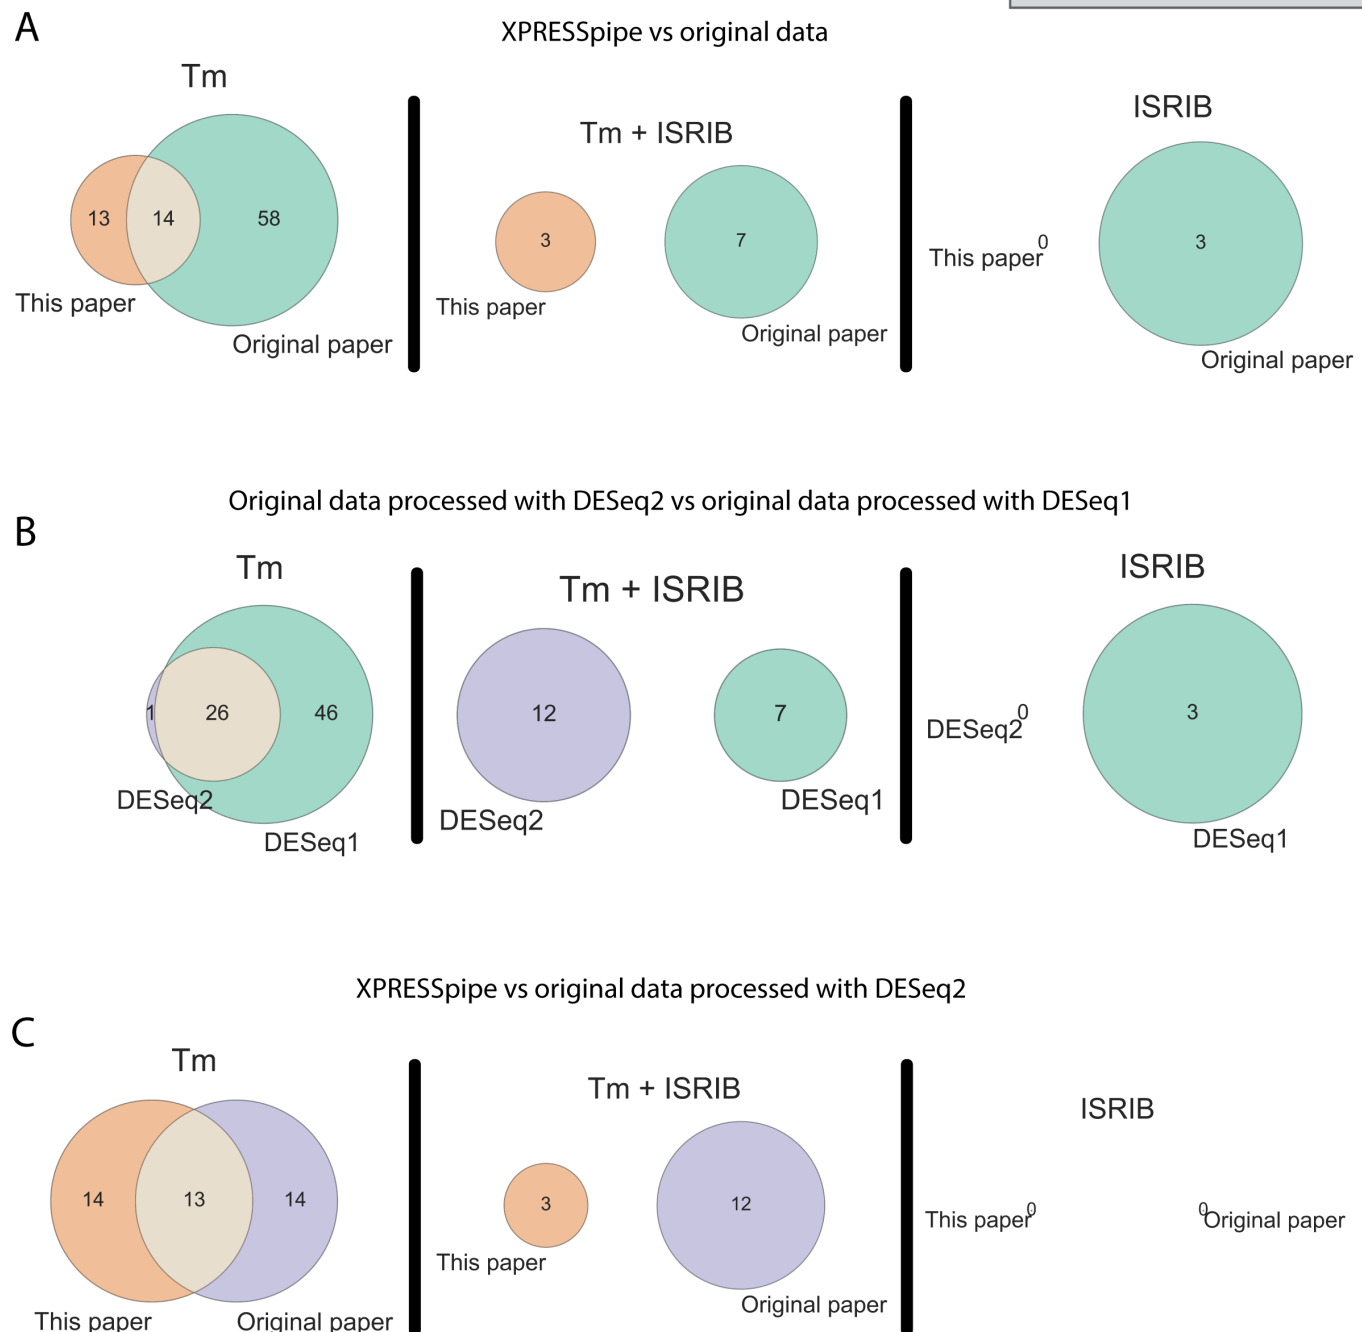 A
XPRESSpipe vs original data
Tm
13
14
58
This paper
Original paper
Tm + ISRIB
3
7
This paper
Original paper
ISRIB
This paper
0
3
Original paper
B
Original data processed with DESeq2 vs original data processed with DESeq1
Tm
1
26
46
DESeq2
DESeq1
Tm + ISRIB
12
7
DESeq2
DESeq1
ISRIB
DESeq2
0
3
DESeq1
C
XPRESSpipe vs original data processed with DESeq2
Tm
14
13
14
This paper
Original paper
Tm + ISRIB
3
12
This paper
Original paper
ISRIB
This paper
0
0
Original paper